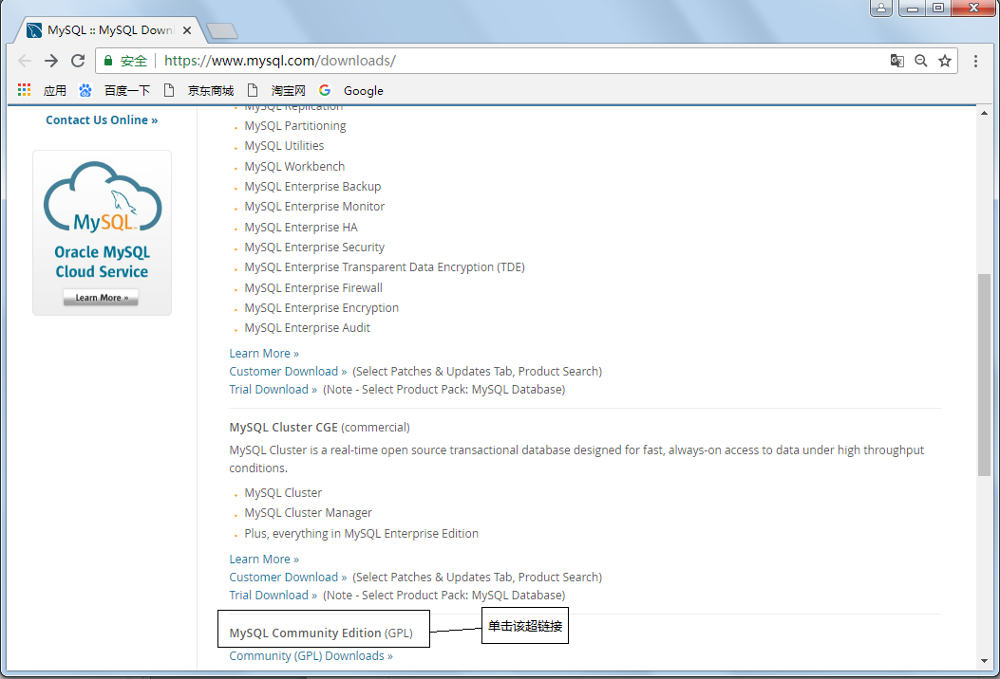 MySQL :: MySQL Downl
安全
https://www.mysql.com/downloads/
应用
百度一下
京东商城
淘宝网
Google
Contact Us Online »
MySQL
Oracle MySQL
Cloud Service
Learn More »
MySQL Replication
MySQL Partitioning
MySQL Utilities
MySQL Workbench
MySQL Enterprise Backup
MySQL Enterprise Monitor
MySQL Enterprise HA
MySQL Enterprise Security
MySQL Enterprise Transparent Data Encryption (TDE)
MySQL Enterprise Firewall
MySQL Enterprise Encryption
MySQL Enterprise Audit
Learn More »
Customer Download » (Select Patches & Updates Tab, Product Search)
Trial Download » (Note - Select Product Pack: MySQL Database)
MySQL Cluster CGE (commercial)
MySQL Cluster is a real-time open source transactional database designed for fast, always-on access to data under high throughput
conditions.
MySQL Cluster
MySQL Cluster Manager
Plus, everything in MySQL Enterprise Edition
Learn More »
Customer Download » (Select Patches & Updates Tab, Product Search)
Trial Download » (Note - Select Product Pack: MySQL Database)
MySQL Community Edition (GPL)
单击该超链接
Community (GPL) Downloads »